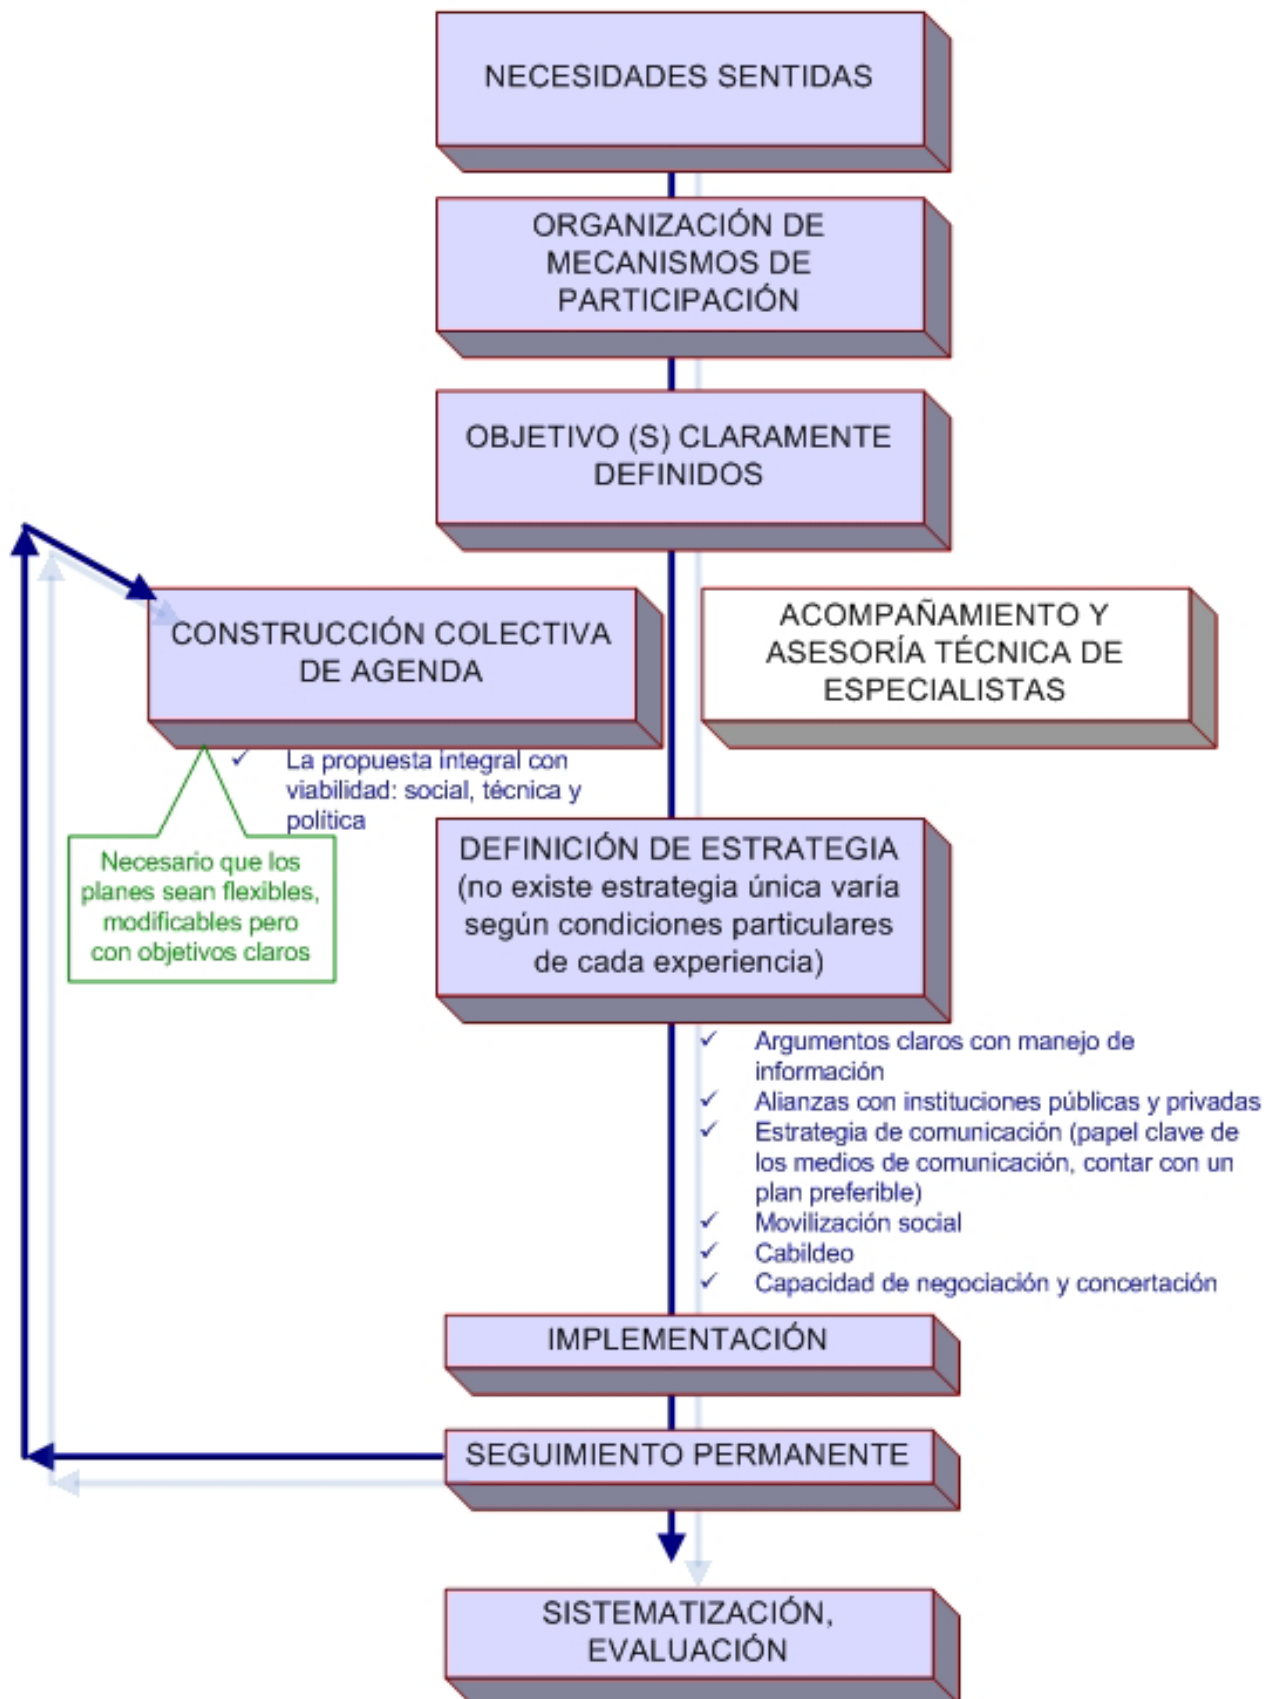 NECESIDADES SENTIDAS
ORGANIZACIÓN DE
MECANISMOS DE
PARTICIPACIÓN
OBJETIVO (S) CLARAMENTE
DEFINIDOS
CONSTRUCCIÓN COLECTIVA
DE AGENDA
ACOMPAÑAMIENTO Y
ASESORÍA TÉCNICA DE
ESPECIALISTAS
✓ La propuesta integral con
viabilidad: social, técnica y
política
Necesario que los
planes sean flexibles,
modificables pero
con objetivos claros
DEFINICIÓN DE ESTRATEGIA
(no existe estrategia única varía
según condiciones particulares
de cada experiencia)
✓ Argumentos claros con manejo de
información
✓ Alianzas con instituciones públicas y privadas
✓ Estrategia de comunicación (papel clave de
los medios de comunicación, contar con un
plan preferible)
✓ Movilización social
✓ Cabildeo
✓ Capacidad de negociación y concertación
IMPLEMENTACIÓN
SEGUIMIENTO PERMANENTE
SISTEMATIZACIÓN,
EVALUACIÓN